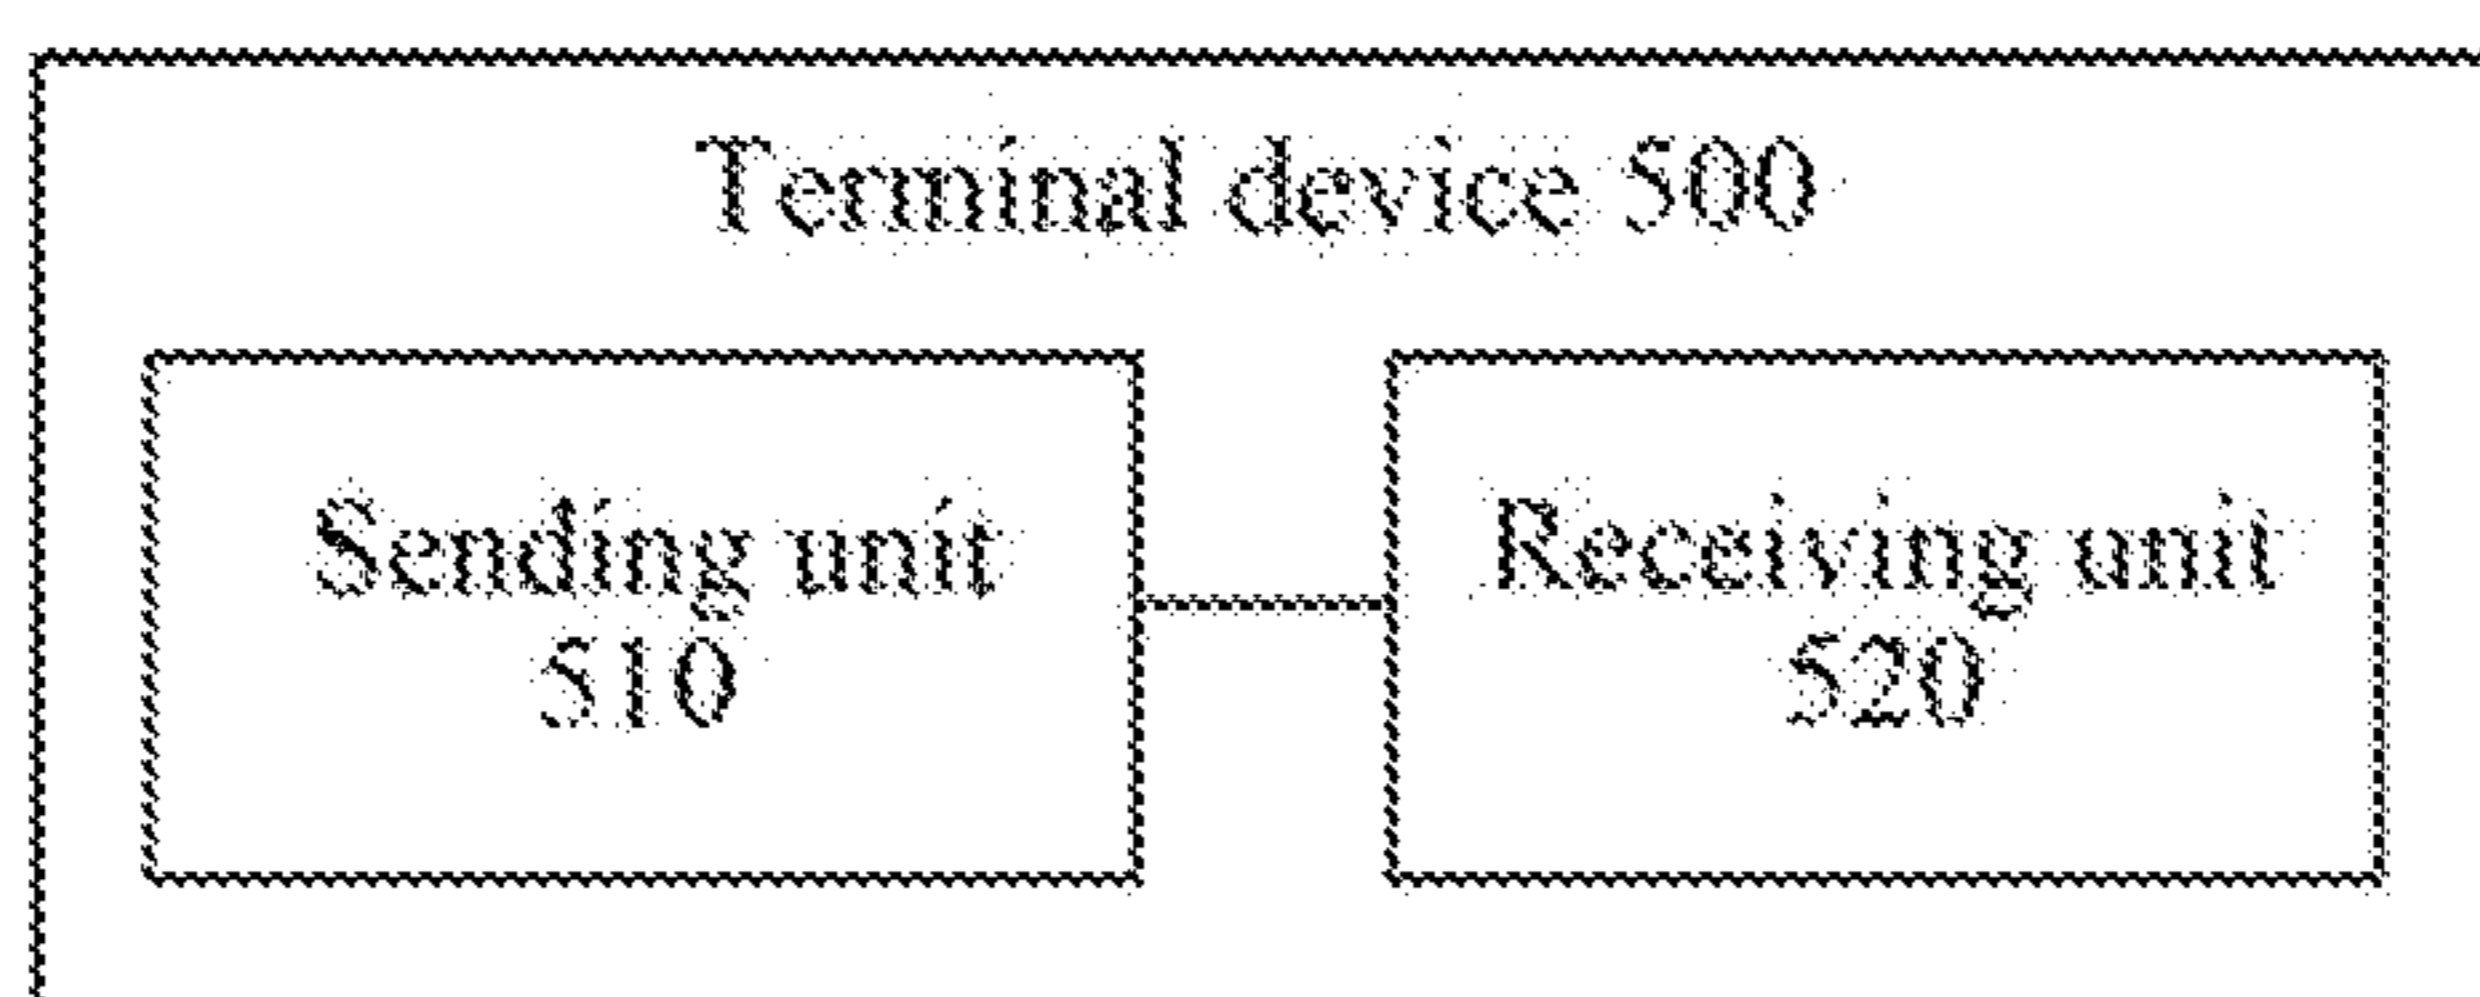 Terminal device 500
Sending unit
510
Receiving unit
520